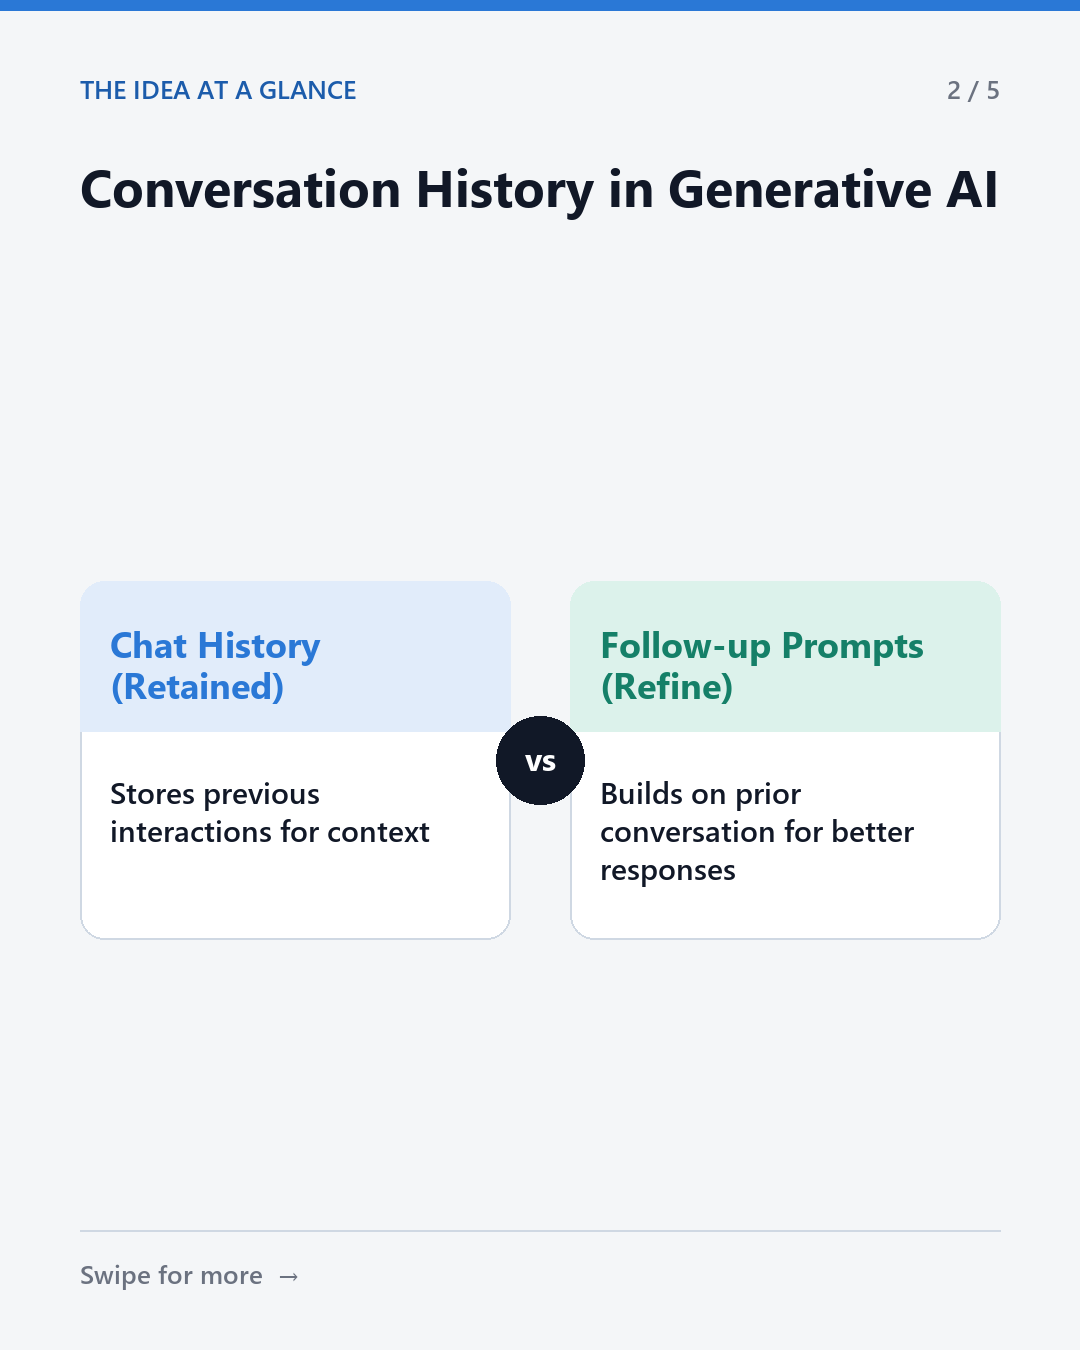 THE IDEA AT A GLANCE
2 / 5
Conversation History in Generative AI
Chat History
(Retained)
Stores previous
interactions for context
vs
Follow-up Prompts
(Refine)
Builds on prior
conversation for better
responses
Swipe for more →